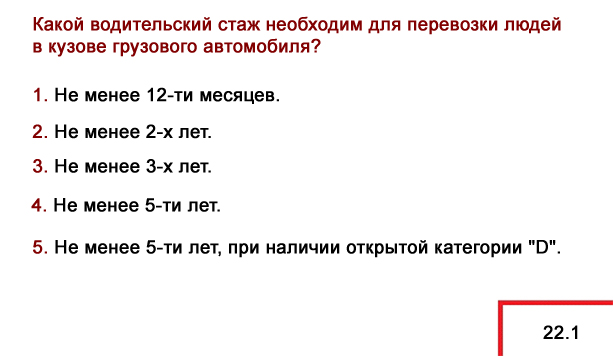 Какой водительский стаж необходим для перевозки людей
в кузове грузового автомобиля?
1. Не менее 12-ти месяцев.
2. Не менее 2-х лет.
3. Не менее 3-х лет.
4. Не менее 5-ти лет.
5. Не менее 5-ти лет, при наличии открытой категории "D".
22.1